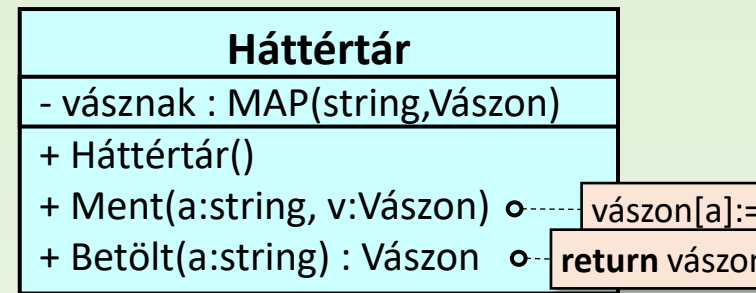 Háttértár
- vásznak : MAP(string,Vászon)
+ Háttértár()
+ Ment(a:string, v:Vászon) vászon[a]:=
+ Betölt(a:string) : Vászon return vászon